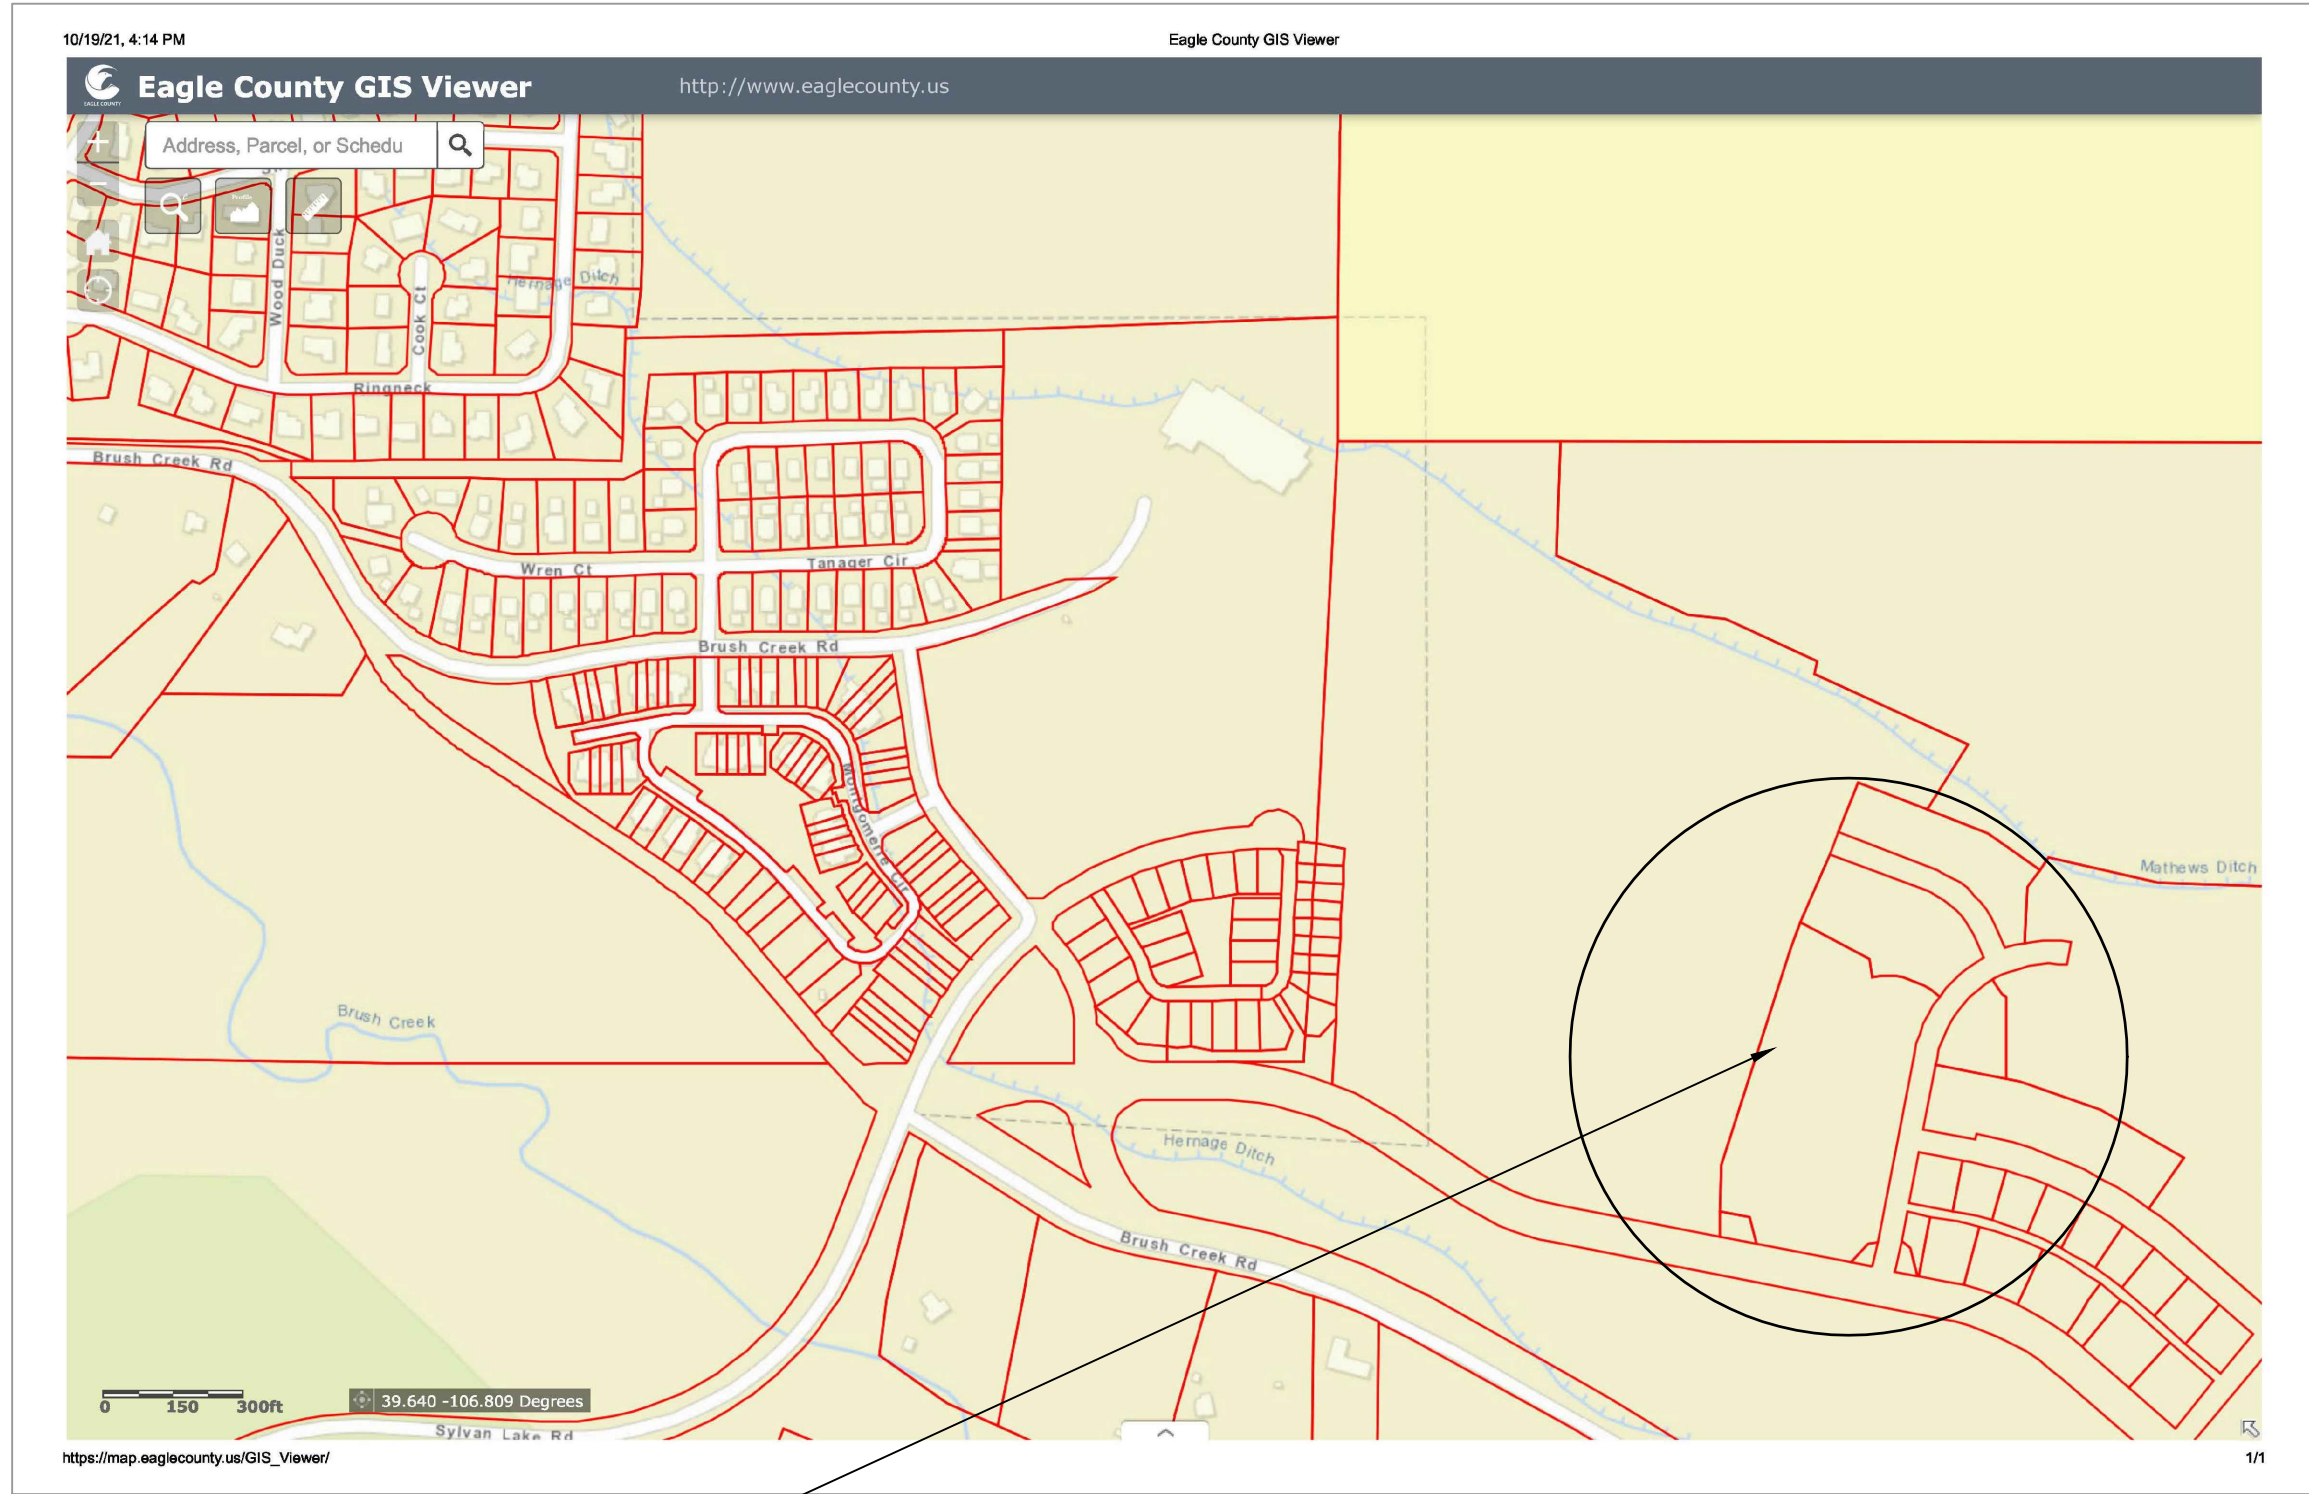 10/19/21, 4:14 PM
Eagle County GIS Viewer
EAGLE COUNTY
Eagle County GIS Viewer
http://www.eaglecounty.us
Address, Parcel, or Schedu
Profile
Wood Duck
Cook Ct
Hernage Ditch
Ringneck
Brush Creek Rd
Wren Ct
Tanager Cir
Brush Creek Rd
Montgomerie Cir
Mathews Ditch
Brush Creek
Hernage Ditch
Brush Creek Rd
0 150 300ft
39.640 -106.809 Degrees
Sylvan Lake Rd
https://map.eaglecounty.us/GIS_Viewer/
1/1